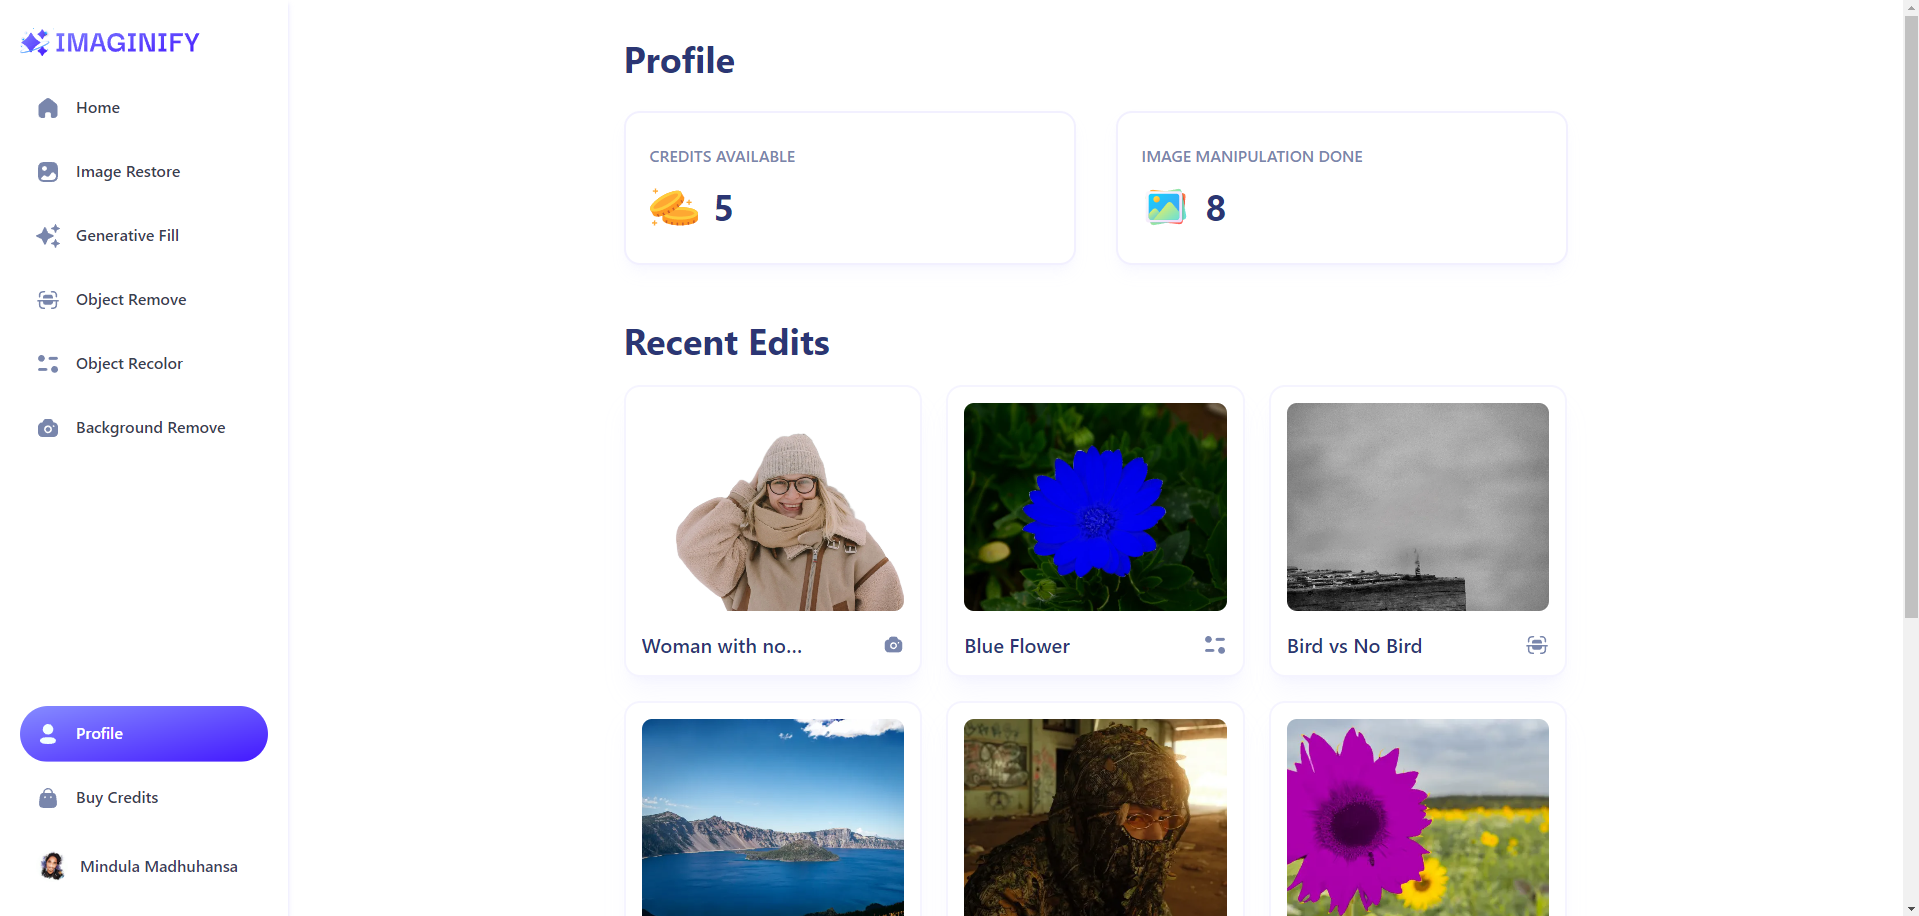 IMAGINIFY
Home
Image Restore
Generative Fill
Object Remove
Object Recolor
Background Remove
Profile
Buy Credits
Mindula Madhuhansa
Profile
CREDITS AVAILABLE
5
IMAGE MANIPULATION DONE
8
Recent Edits
Woman with no...
Blue Flower
Bird vs No Bird